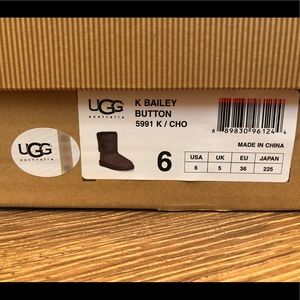 UGG
australia
K BAILEY
BUTTON
5991 K / CHO
8 89830 96124 4
MADE IN CHINA
6
USA UK EU JAPAN
6 5 36 225
UGG
australia